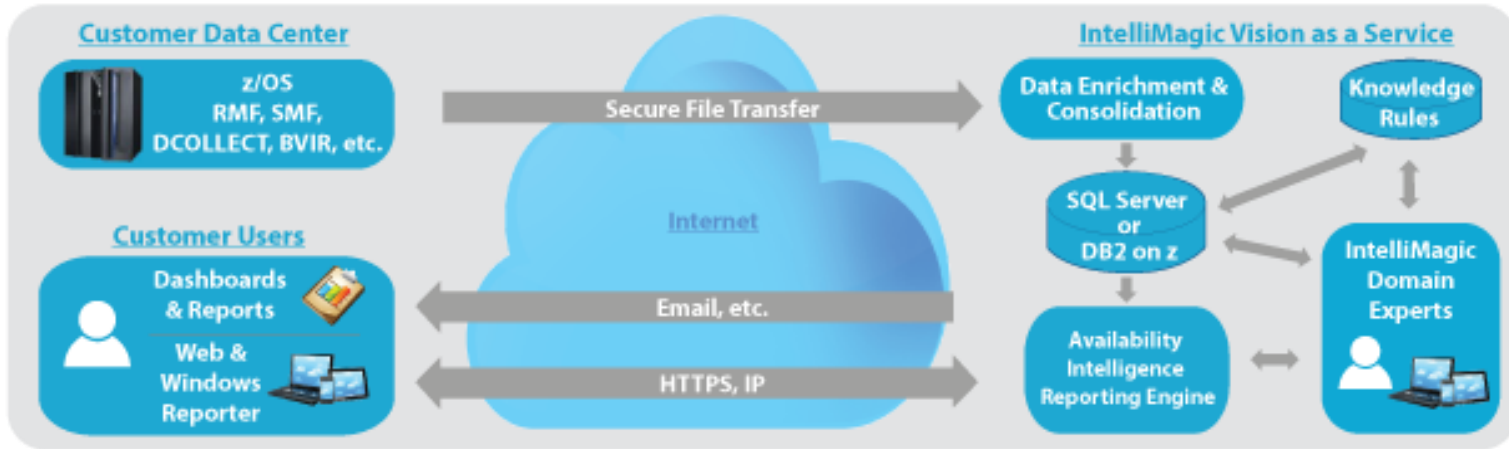 Customer Data Center
z/OS
RMF, SMF,
DCOLLECT, BVIR, etc.
Customer Users
Dashboards
& Reports
Web &
Windows
Reporter
Secure File Transfer
Internet
Email, etc.
HTTPS, IP
IntelliMagic Vision as a Service
Data Enrichment &
Consolidation
Knowledge
Rules
SQL Server
or
DB2 on z
IntelliMagic
Domain
Experts
Availability
Intelligence
Reporting Engine